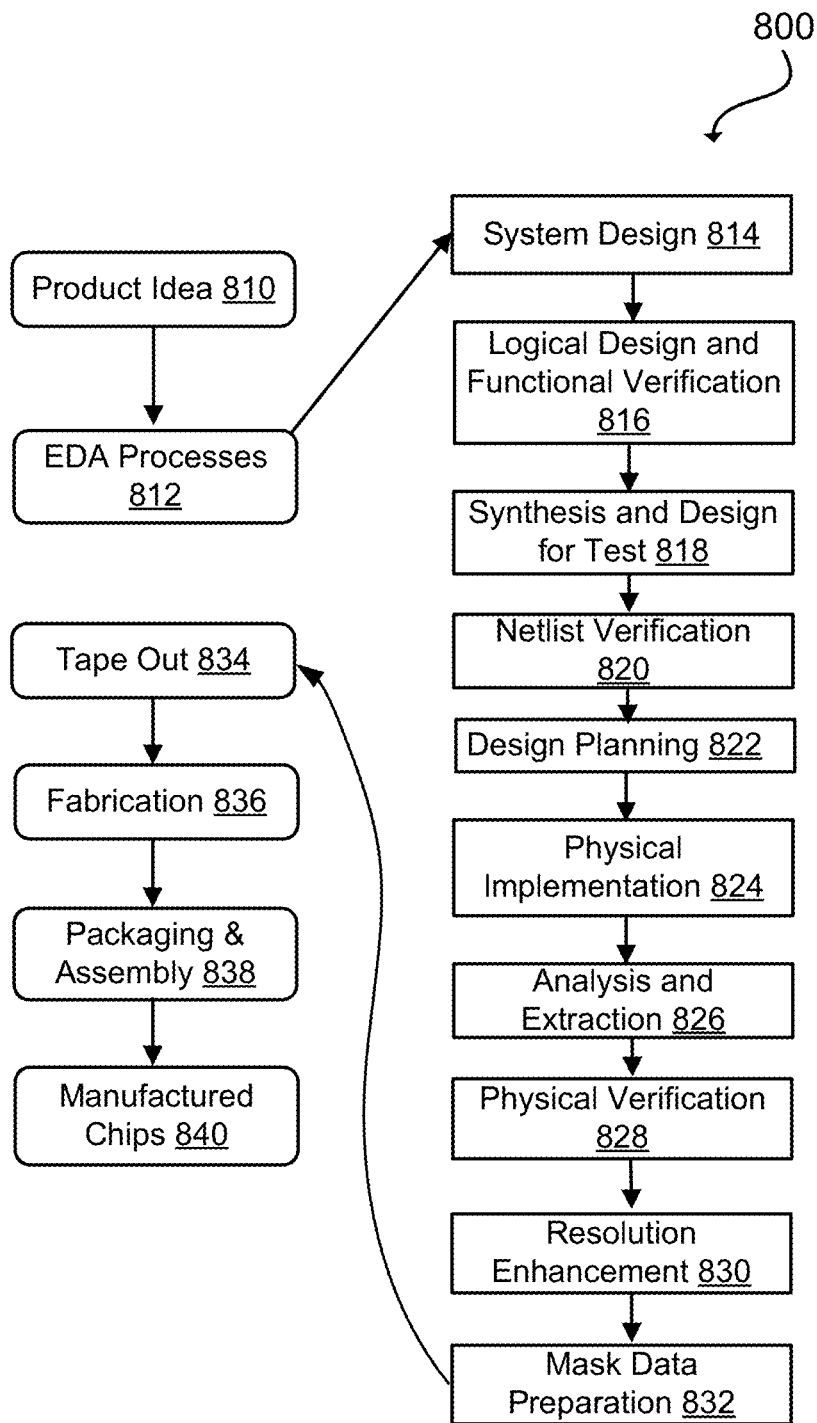 800
Product Idea 810
EDA Processes
812
System Design 814
Logical Design and
Functional Verification
816
Synthesis and Design
for Test 818
Netlist Verification
820
Design Planning 822
Physical
Implementation 824
Analysis and
Extraction 826
Physical Verification
828
Resolution
Enhancement 830
Mask Data
Preparation 832
Tape Out 834
Fabrication 836
Packaging &
Assembly 838
Manufactured
Chips 840